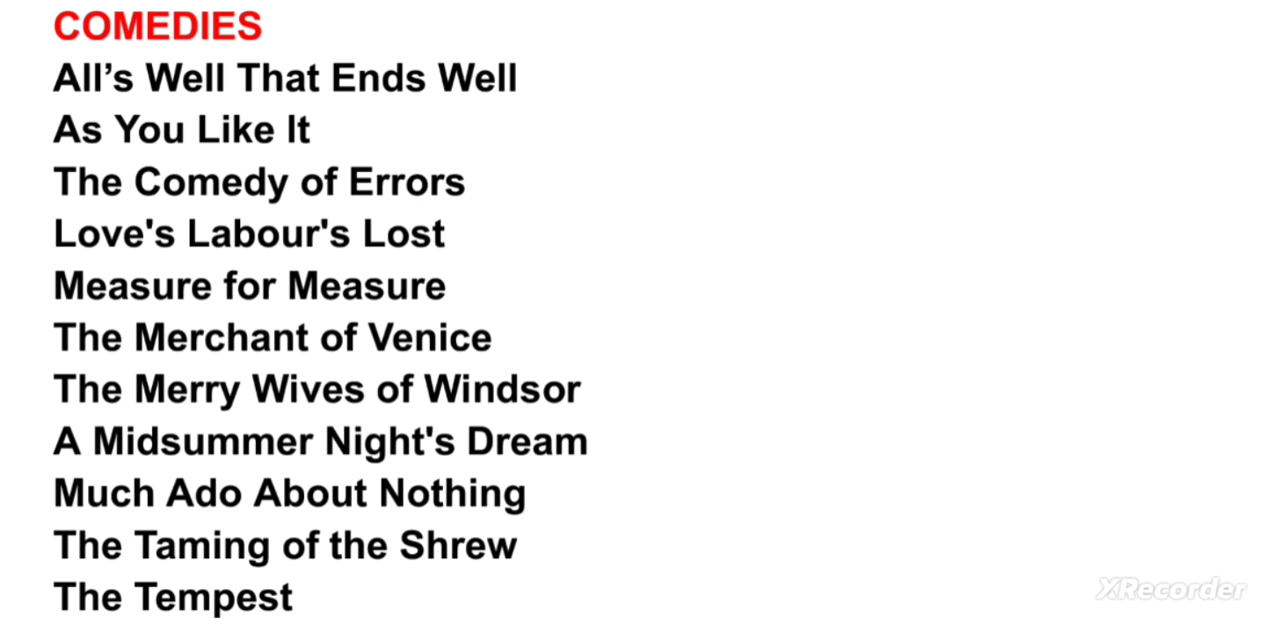 COMEDIES
All’s Well That Ends Well
As You Like It
The Comedy of Errors
Love's Labour's Lost
Measure for Measure
The Merchant of Venice
The Merry Wives of Windsor
A Midsummer Night's Dream
Much Ado About Nothing
The Taming of the Shrew
The Tempest
XRecorder